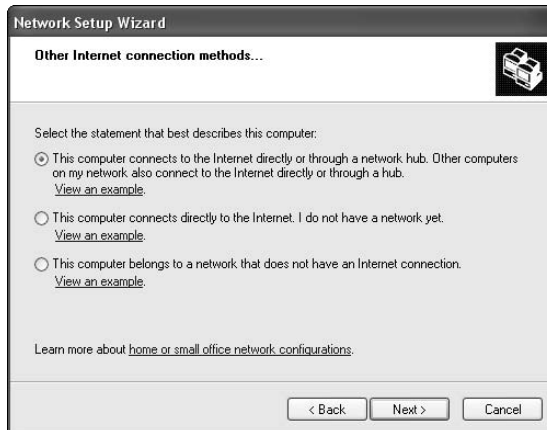 Network Setup Wizard
Other Internet connection methods...
Select the statement that best describes this computer:
This computer connects to the Internet directly or through a network hub. Other computers
on my network also connect to the Internet directly or through a hub.
View an example.
This computer connects directly to the Internet. I do not have a network yet.
View an example.
This computer belongs to a network that does not have an Internet connection.
View an example.
Learn more about home or small office network configurations.
< Back
Next >
Cancel